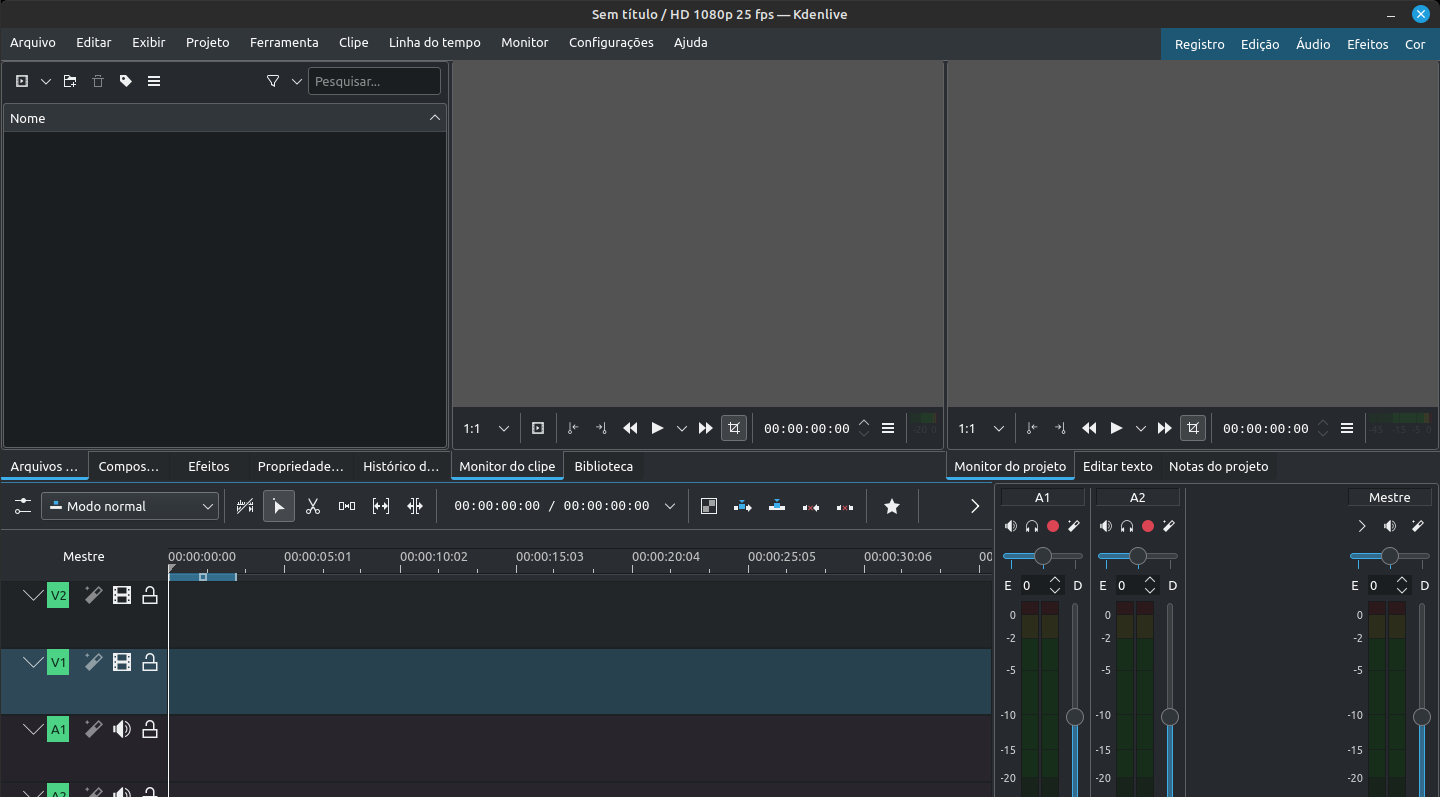 Sem título / HD 1080p 25 fps — Kdenlive
Arquivo Editar Exibir Projeto Ferramenta Clipe Linha do tempo Monitor Configurações Ajuda
Registro Edição Áudio Efeitos Cor
Pesquisar...
Nome
1:1 00:00:00:00 -20 0
1:1 00:00:00:00 -45 -15 -5 0
Arquivos ... Compos... Efeitos Propriedade... Histórico d... Monitor do clipe Biblioteca Monitor do projeto Editar texto Notas do projeto
Modo normal 00:00:00:00 / 00:00:00:00
A1 A2 Mestre
Mestre 00:00:00:00 00:00:05:01 00:00:10:02 00:00:15:03 00:00:20:04 00:00:25:05 00:00:30:06 00
E 0 D E 0 D E 0 D
V2
V1
A1
A2
0 0 0
-2 -2 -2
-5 -5 -5
-10 -10 -10
-15 -15 -15
-20 -20 -20